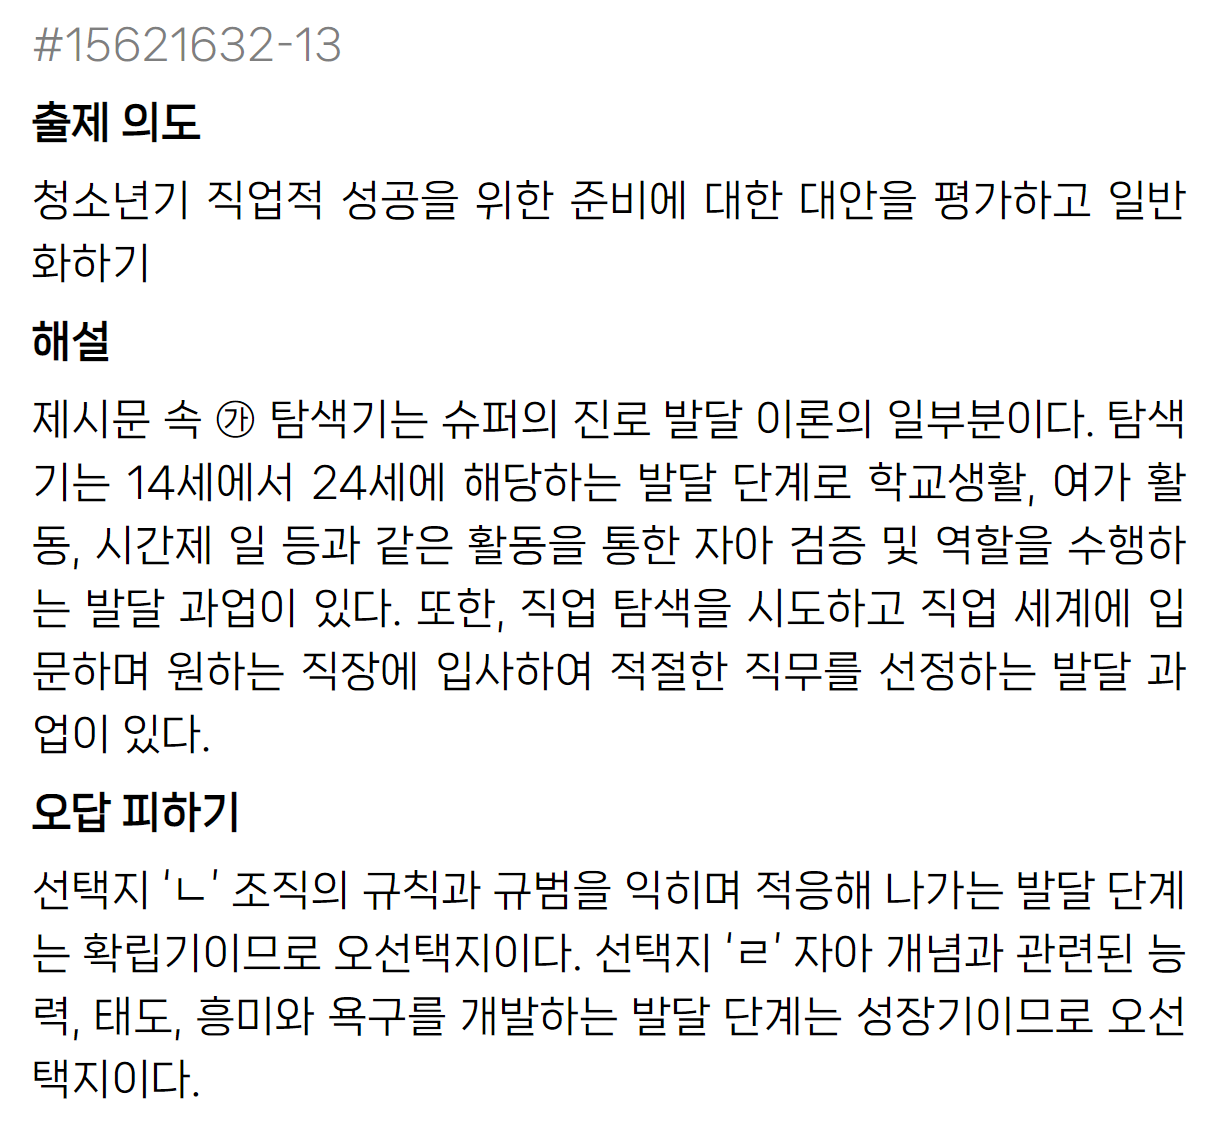 #15621632-13
출제 의도
청소년기 직업적 성공을 위한 준비에 대한 대안을 평가하고 일반
화하기
해설
제시문 속 ㉮ 탐색기는 슈퍼의 진로 발달 이론의 일부분이다. 탐색
기는 14세에서 24세에 해당하는 발달 단계로 학교생활, 여가 활
동, 시간제 일 등과 같은 활동을 통한 자아 검증 및 역할을 수행하
는 발달 과업이 있다. 또한, 직업 탐색을 시도하고 직업 세계에 입
문하며 원하는 직장에 입사하여 적절한 직무를 선정하는 발달 과
업이 있다.
오답 피하기
선택지 ‘ㄴ’ 조직의 규칙과 규범을 익히며 적응해 나가는 발달 단계
는 확립기이므로 오선택지이다. 선택지 ‘ㄹ’ 자아 개념과 관련된 능
력, 태도, 흥미와 욕구를 개발하는 발달 단계는 성장기이므로 오선
택지이다.